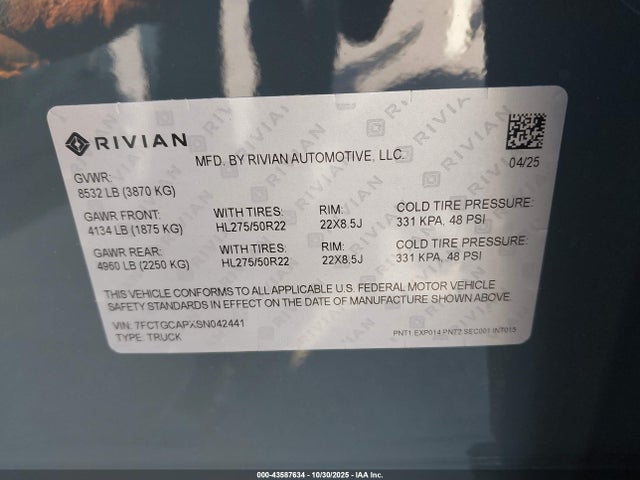 RIVIAN
MFD. BY RIVIAN AUTOMOTIVE, LLC.
04/25
GVWR:
8532 LB (3870 KG)
GAWR FRONT: WITH TIRES: RIM: COLD TIRE PRESSURE:
4134 LB (1875 KG) HL275/50R22 22X8.5J 331 KPA, 48 PSI
GAWR REAR: WITH TIRES: RIM: COLD TIRE PRESSURE:
4960 LB (2250 KG) HL275/50R22 22X8.5J 331 KPA, 48 PSI
THIS VEHICLE CONFORMS TO ALL APPLICABLE U.S. FEDERAL MOTOR VEHICLE
SAFETY STANDARDS IN EFFECT ON THE DATE OF MANUFACTURE SHOWN ABOVE.
VIN: 7FCTGCAPXSN042441
TYPE: TRUCK
PNT1 EXP014 PNT2 SEC001 INT015
000-43587634 - 10/30/2025 - IAA Inc.